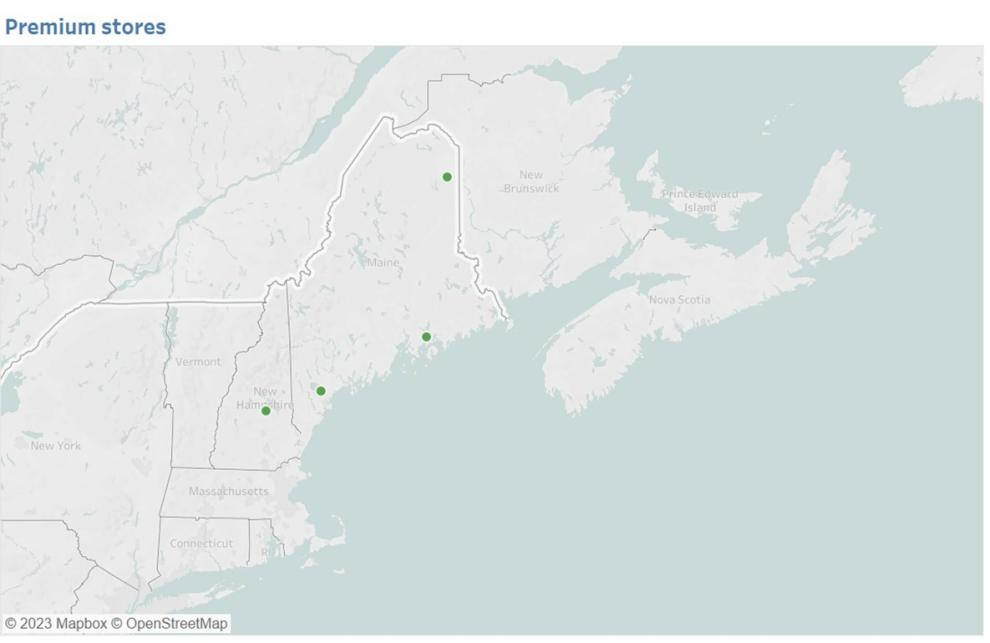 Premium stores
New
Brunswick
Prince Edward
Island
Maine
Nova Scotia
Vermont
New
Hampshire
New York
Massachusetts
Connecticut
© 2023 Mapbox © OpenStreetMap